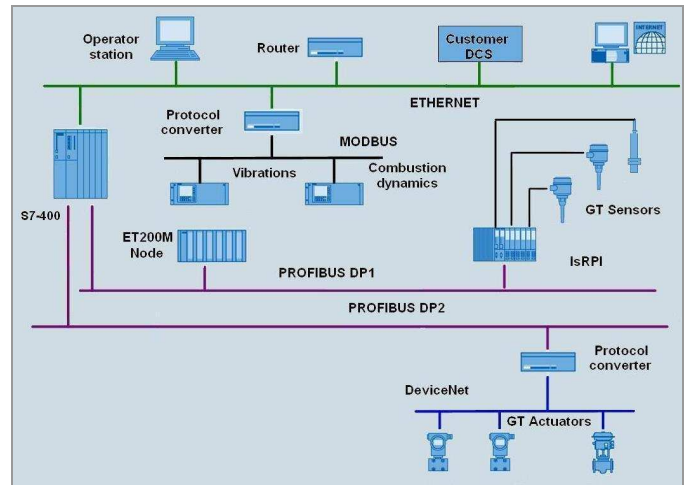 Operator
station
Router
Customer
DCS
INTERNET
ETHERNET
Protocol
converter
MODBUS
Vibrations
Combustion
dynamics
S7-400
GT Sensors
ET200M
Node
IsRPI
PROFIBUS DP1
PROFIBUS DP2
Protocol
converter
DeviceNet
GT Actuators